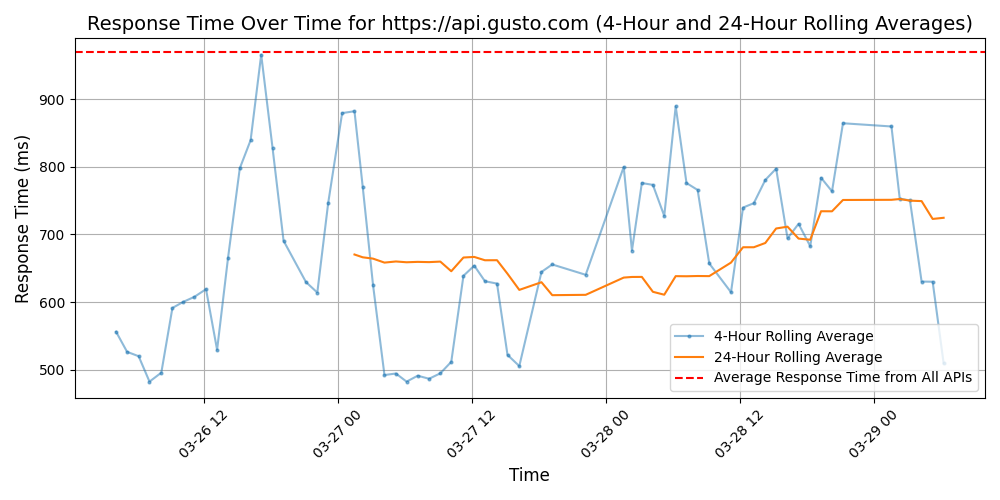 Response Time Over Time for https://api.gusto.com (4-Hour and 24-Hour Rolling Averages)
Response Time (ms)
900
800
700
600
500
4-Hour Rolling Average
24-Hour Rolling Average
Average Response Time from All APIs
03-26 12
03-27 00
03-27 12
03-28 00
03-28 12
03-29 00
Time